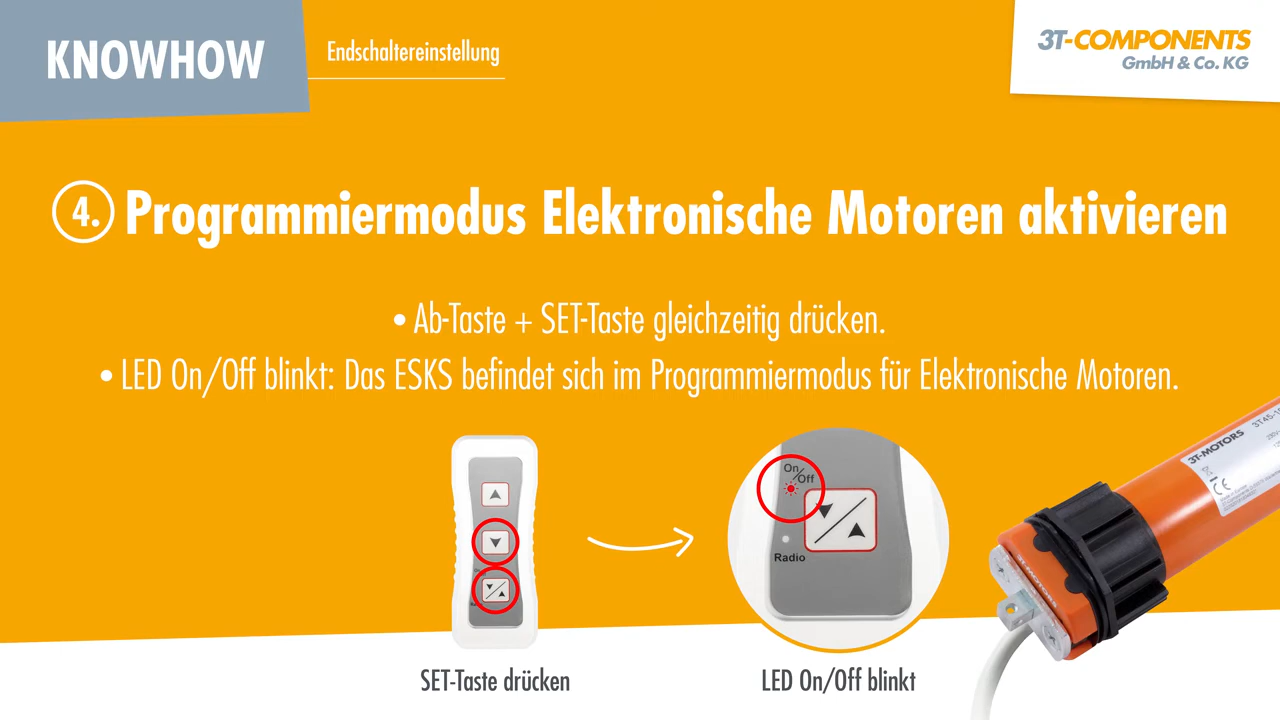 KNOWHOW
Endschaltereinstellung
3T-COMPONENTS
GmbH & Co. KG
4. Programmiermodus Elektronische Motoren aktivieren
• Ab-Taste + SET-Taste gleichzeitig drücken.
• LED On/Off blinkt: Das ESKS befindet sich im Programmiermodus für Elektronische Motoren.
On/Off
Radio
3T-MOTORS
CE
3T-MOTORS
SET-Taste drücken
LED On/Off blinkt